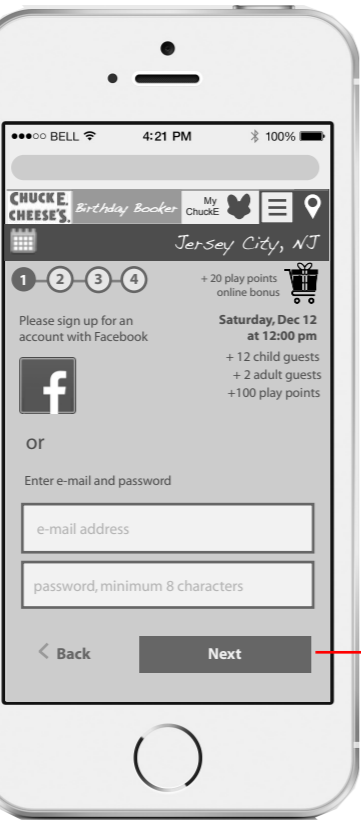 BELL 4:21 PM 100%
CHUCK E. CHEESE'S. Birthday Booker My ChuckE
Jersey City, NJ
1 2 3 4
+ 20 play points
online bonus
Please sign up for an
account with Facebook
f
Saturday, Dec 12
at 12:00 pm
+ 12 child guests
+ 2 adult guests
+100 play points
or
Enter e-mail and password
e-mail address
password, minimum 8 characters
< Back Next